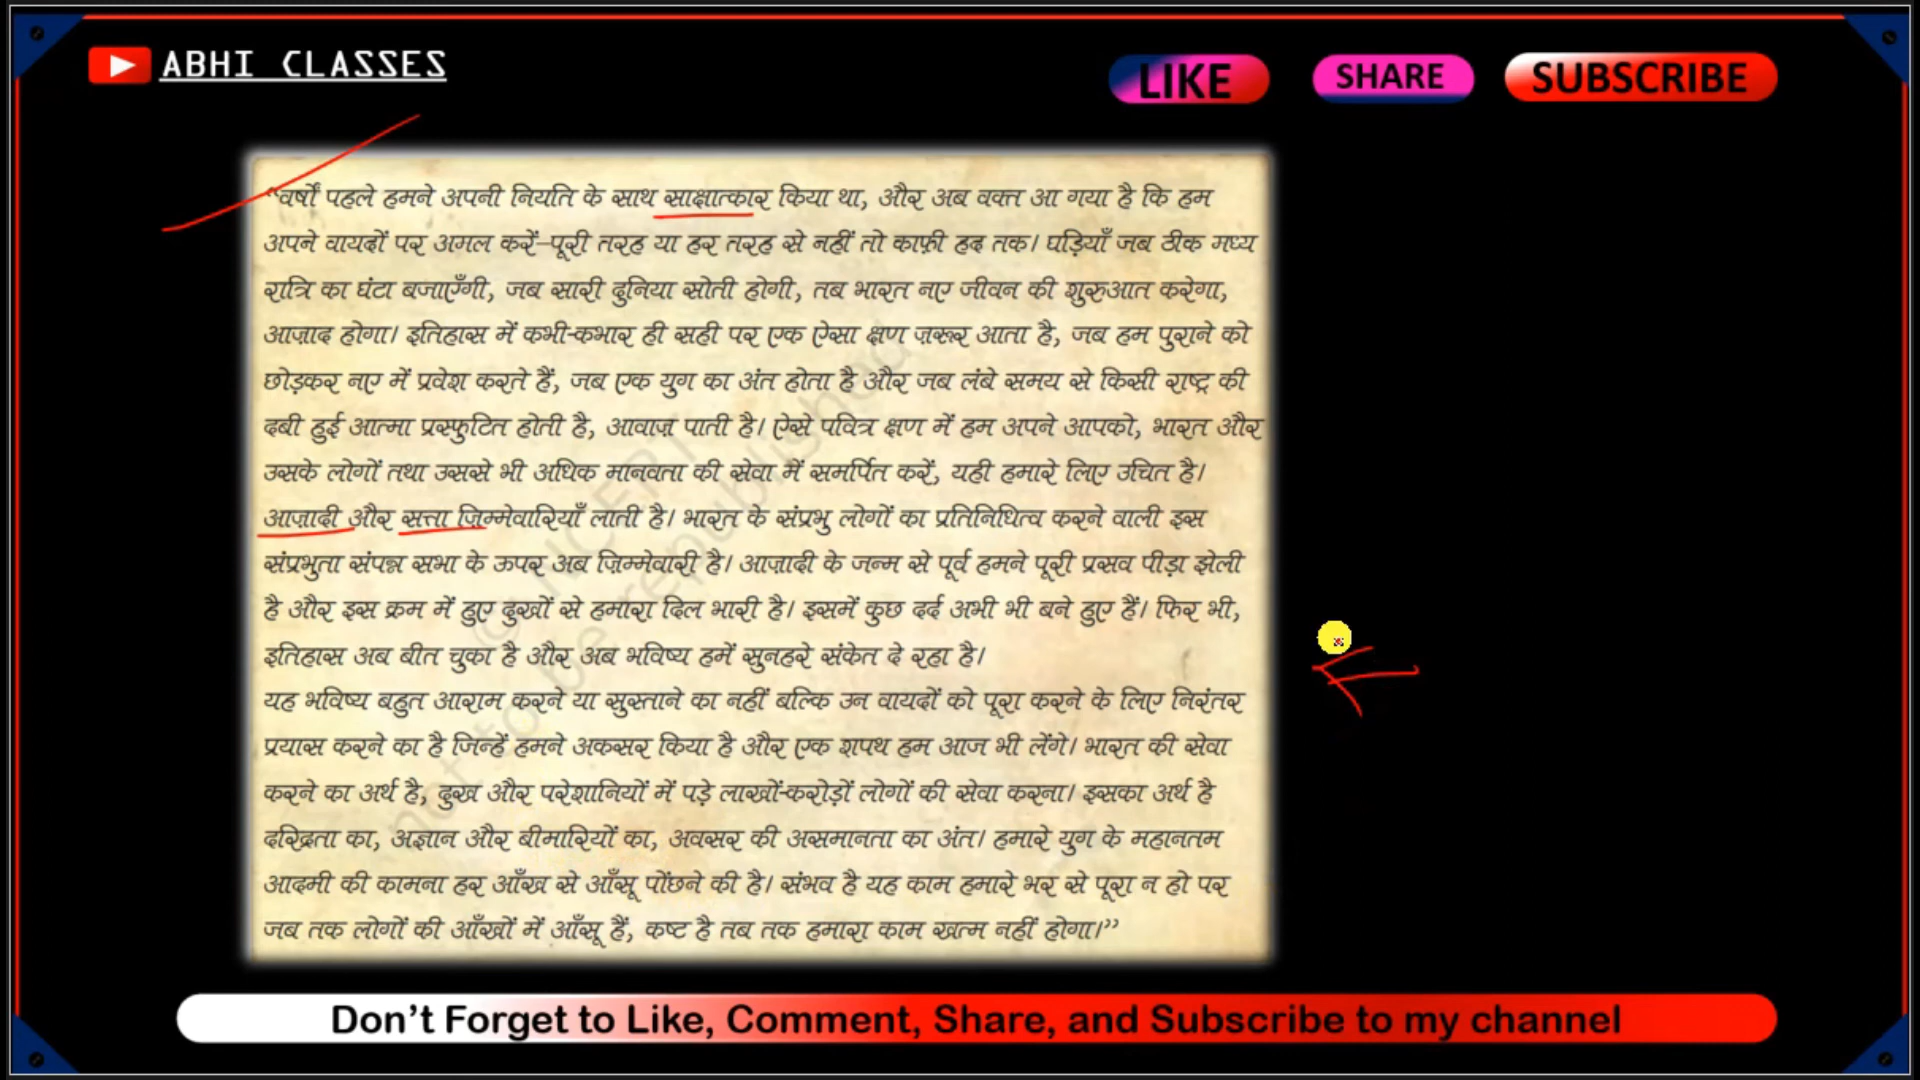 ABHI CLASSES
LIKE
SHARE
SUBSCRIBE
“वर्षों पहले हमने अपनी नियति के साथ साक्षात्कार किया था, और अब वक्त आ गया है कि हम
अपने वायदों पर अमल करें–पूरी तरह या हर तरह से नहीं तो काफ़ी हद तक। घड़ियाँ जब ठीक मध्य
रात्रि का घंटा बजाएँगी, जब सारी दुनिया सोती होगी, तब भारत नए जीवन की शुरुआत करेगा,
आज़ाद होगा। इतिहास में कभी-कभार ही सही पर एक ऐसा क्षण ज़रूर आता है, जब हम पुराने को
छोड़कर नए में प्रवेश करते हैं, जब एक युग का अंत होता है और जब लंबे समय से किसी राष्ट्र की
दबी हुई आत्मा प्रस्फुटित होती है, आवाज़ पाती है। ऐसे पवित्र क्षण में हम अपने आपको, भारत और
उसके लोगों तथा उससे भी अधिक मानवता की सेवा में समर्पित करें, यही हमारे लिए उचित है।
आज़ादी और सत्ता ज़िम्मेवारियाँ लाती है। भारत के संप्रभु लोगों का प्रतिनिधित्व करने वाली इस
संप्रभुता संपन्न सभा के ऊपर अब ज़िम्मेवारी है। आज़ादी के जन्म से पूर्व हमने पूरी प्रसव पीड़ा झेली
है और इस क्रम में हुए दुखों से हमारा दिल भारी है। इसमें कुछ दर्द अभी भी बने हुए हैं। फिर भी,
इतिहास अब बीत चुका है और अब भविष्य हमें सुनहरे संकेत दे रहा है।
यह भविष्य बहुत आराम करने या सुस्ताने का नहीं बल्कि उन वायदों को पूरा करने के लिए निरंतर
प्रयास करने का है जिन्हें हमने अकसर किया है और एक शपथ हम आज भी लेंगे। भारत की सेवा
करने का अर्थ है, दुख और परेशानियों में पड़े लाखों-करोड़ों लोगों की सेवा करना। इसका अर्थ है
दरिद्रता का, अज्ञान और बीमारियों का, अवसर की असमानता का अंत। हमारे युग के महानतम
आदमी की कामना हर आँख से आँसू पोंछने की है। संभव है यह काम हमारे भर से पूरा न हो पर
जब तक लोगों की आँखों में आँसू हैं, कष्ट है तब तक हमारा काम खत्म नहीं होगा।”
© NCERT
not to be republished
Don’t Forget to Like, Comment, Share, and Subscribe to my channel